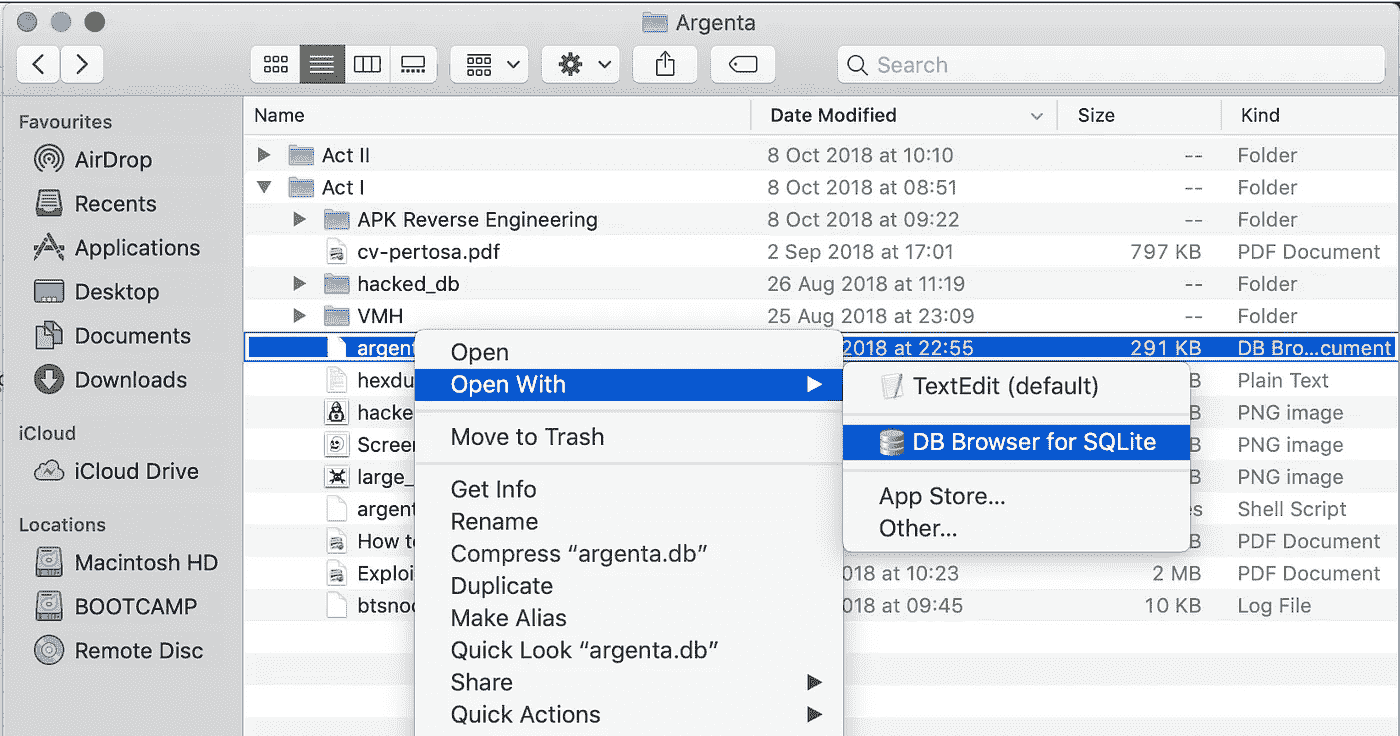 Argenta
Search
Favourites
AirDrop
Recents
Applications
Desktop
Documents
Downloads
iCloud
iCloud Drive
Locations
Macintosh HD
BOOTCAMP
Remote Disc
Name Date Modified Size Kind
Act II 8 Oct 2018 at 10:10 -- Folder
Act I 8 Oct 2018 at 08:51 -- Folder
APK Reverse Engineering 8 Oct 2018 at 09:22 -- Folder
cv-pertosa.pdf 2 Sep 2018 at 17:01 797 KB PDF Document
hacked_db 26 Aug 2018 at 11:19 -- Folder
VMH 25 Aug 2018 at 23:09 -- Folder
argent 2018 at 22:55 291 KB DB Bro...cument
hexdu B Plain Text
hacke B PNG image
Screen B PNG image
large_ B PNG image
argent es Shell Script
How to B PDF Document
Exploi 018 at 10:23 2 MB PDF Document
btsnoo 018 at 09:45 10 KB Log File
Open
Open With
Move to Trash
Get Info
Rename
Compress “argenta.db”
Duplicate
Make Alias
Quick Look “argenta.db”
Share
Quick Actions
TextEdit (default)
DB Browser for SQLite
App Store...
Other...